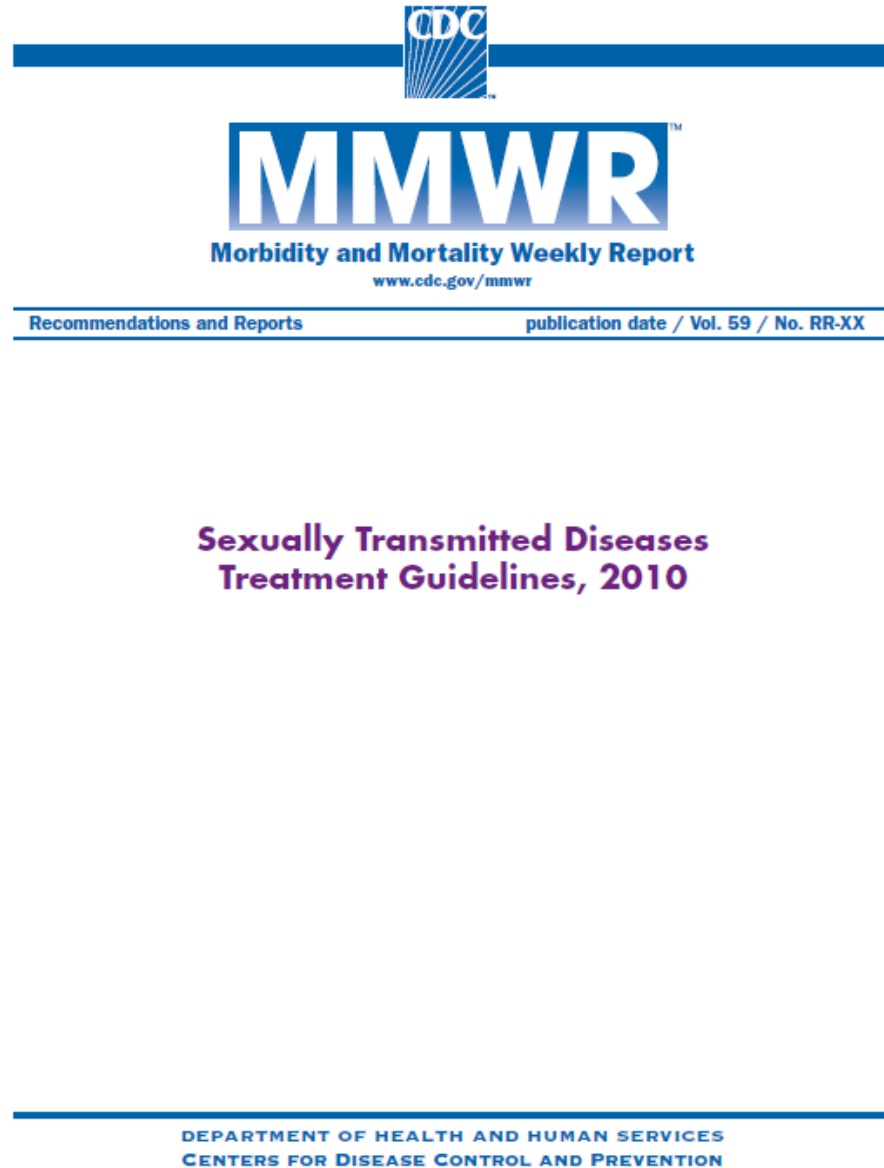 CDC
MMWR™
Morbidity and Mortality Weekly Report
www.cdc.gov/mmwr
Recommendations and Reports publication date / Vol. 59 / No. RR-XX
Sexually Transmitted Diseases
Treatment Guidelines, 2010
DEPARTMENT OF HEALTH AND HUMAN SERVICES
CENTERS FOR DISEASE CONTROL AND PREVENTION